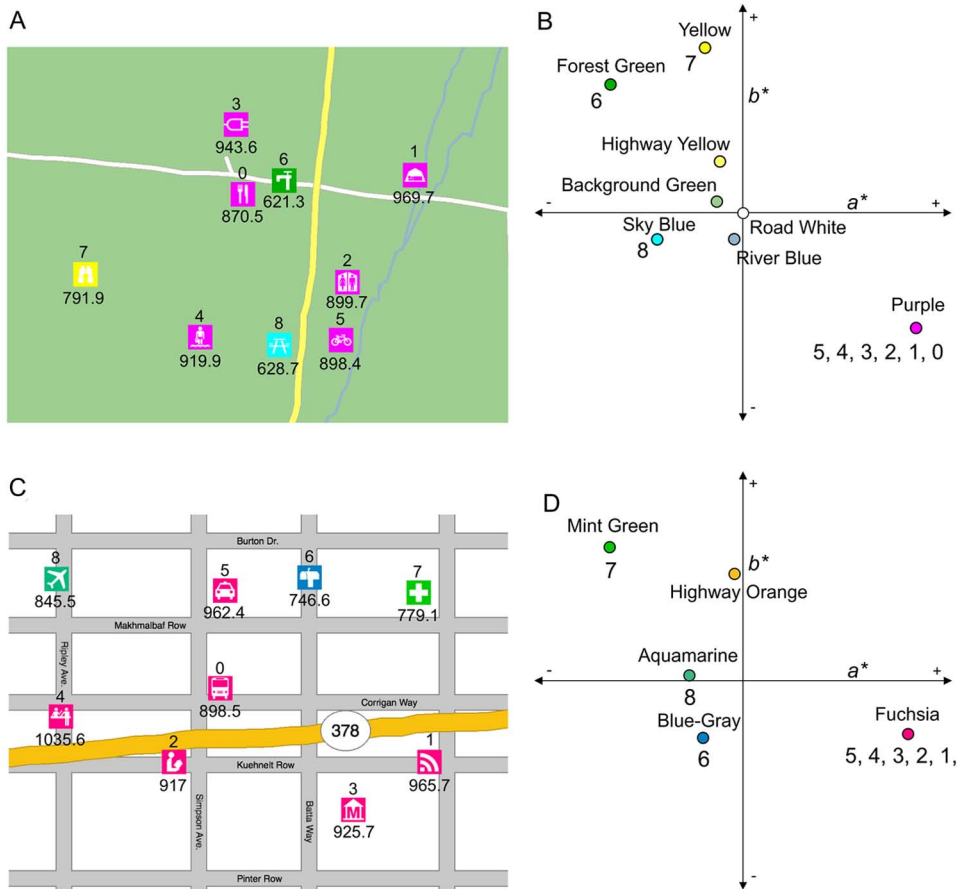 A
3
943.6
0
870.5
6
621.3
1
969.7
7
791.9
2
899.7
4
919.9
8
628.7
5
898.4
B
+
Yellow
7
Forest Green
6
b*
Highway Yellow
Background Green
-
a*
+
Sky Blue
8
Road White
River Blue
Purple
5, 4, 3, 2, 1, 0
-
C
Burton Dr.
8
845.5
5
962.4
6
746.6
7
779.1
Makhmalbaf Row
Ripley Ave.
0
898.5
4
1035.6
Corrigan Way
378
2
917
Kuehnelt Row
1
965.7
3
M
925.7
Simpson Ave.
Batta Way
Pinter Row
D
+
Mint Green
7
b*
Highway Orange
Aquamarine
-
a*
+
8
Blue-Gray
6
Fuchsia
5, 4, 3, 2, 1,
-